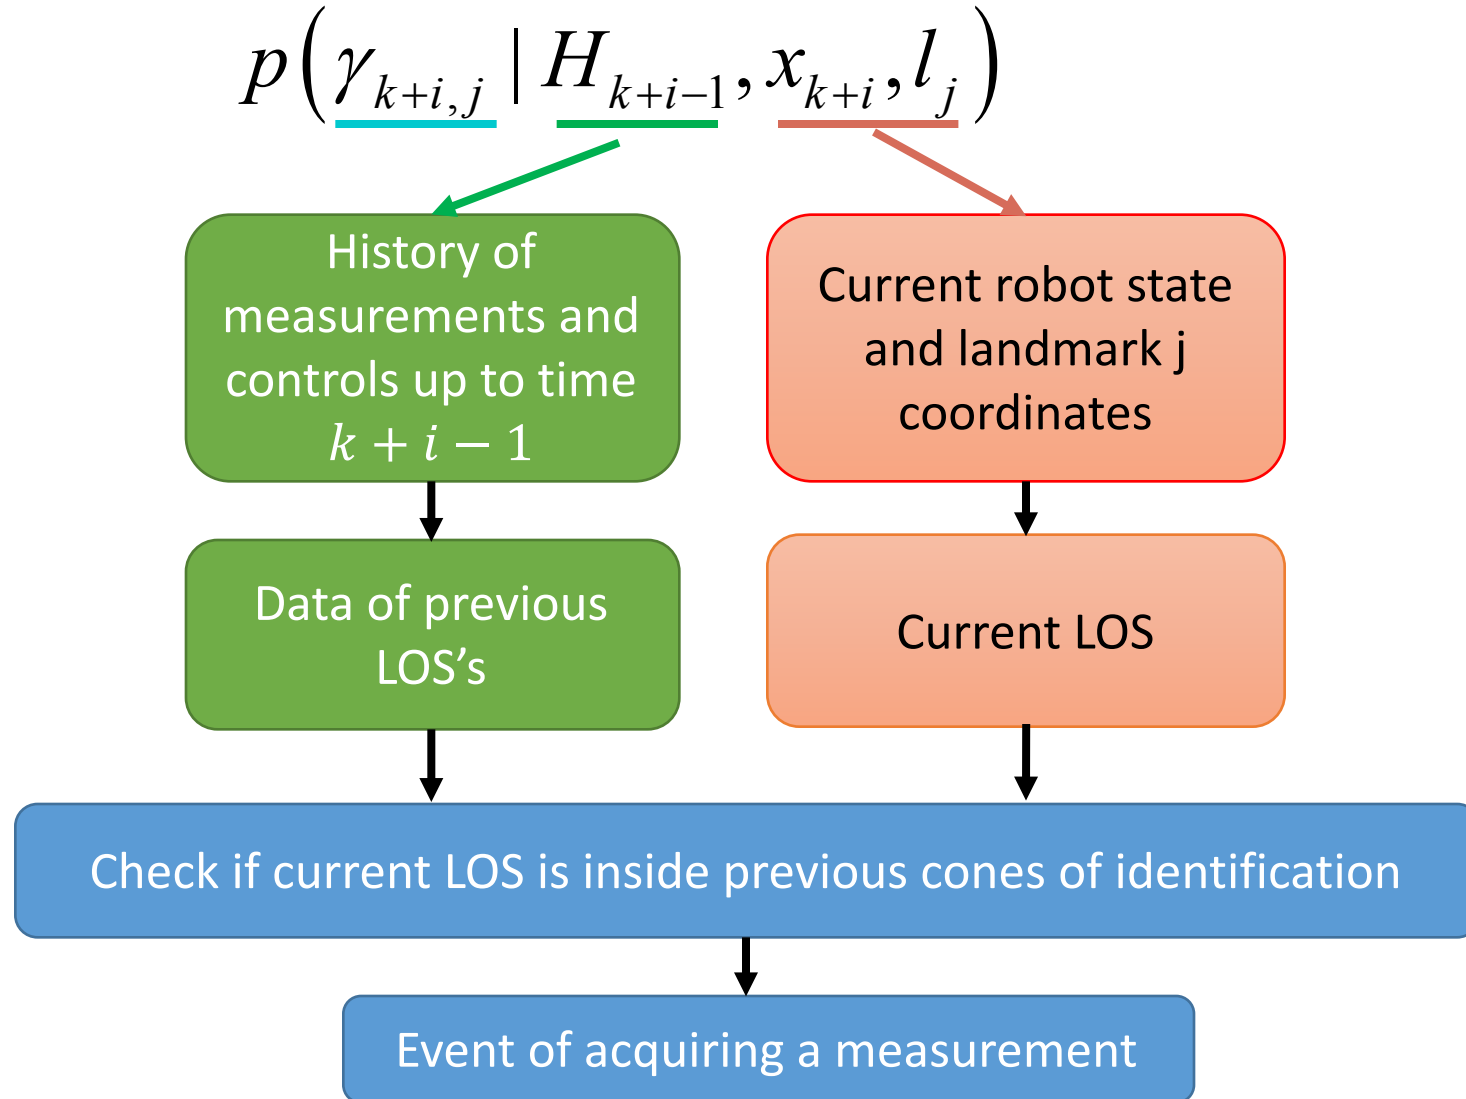 p(γ_{k+i,j} | H_{k+i−1}, x_{k+i}, l_j)
History of
measurements and
controls up to time
k + i − 1
Current robot state
and landmark j
coordinates
Data of previous
LOS’s
Current LOS
Check if current LOS is inside previous cones of identification
Event of acquiring a measurement